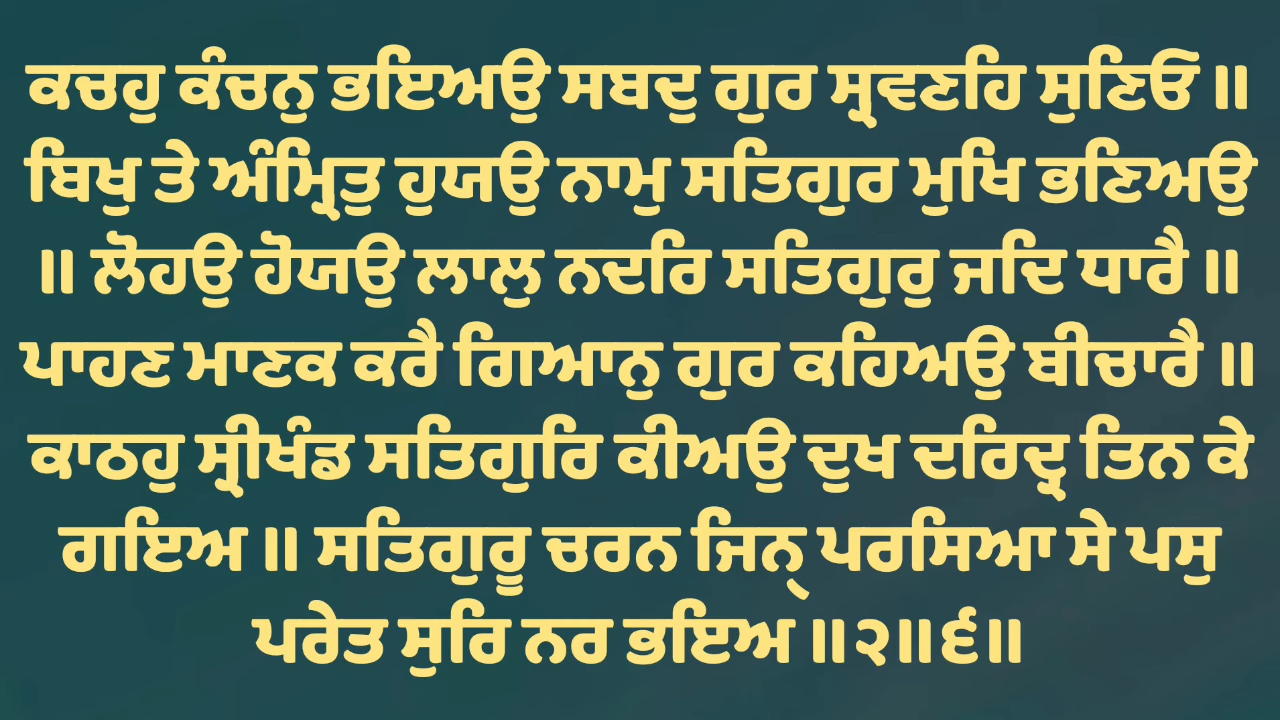 ਕਚਹੁ ਕੰਚਨੁ ਭਇਅਉ ਸਬਦੁ ਗੁਰ ਸ੍ਰਵਣਹਿ ਸੁਣਿਓ ॥
ਬਿਖੁ ਤੇ ਅੰਮ੍ਰਿਤੁ ਹੁਯਉ ਨਾਮੁ ਸਤਿਗੁਰ ਮੁਖਿ ਭਣਿਅਉ
॥ ਲੋਹਉ ਹੋਯਉ ਲਾਲੁ ਨਦਰਿ ਸਤਿਗੁਰੁ ਜਦਿ ਧਾਰੈ ॥
ਪਾਹਣ ਮਾਣਕ ਕਰੈ ਗਿਆਨੁ ਗੁਰ ਕਹਿਅਉ ਬੀਚਾਰੈ ॥
ਕਾਠਹੁ ਸ੍ਰੀਖੰਡ ਸਤਿਗੁਰਿ ਕੀਅਉ ਦੁਖ ਦਰਿਦ੍ਰ ਤਿਨ ਕੇ
ਗਇਅ ॥ ਸਤਿਗੁਰੂ ਚਰਨ ਜਿਨ੍ ਪਰਸਿਆ ਸੇ ਪਸੁ
ਪਰੇਤ ਸੁਰਿ ਨਰ ਭਇਅ ॥੨॥੬॥